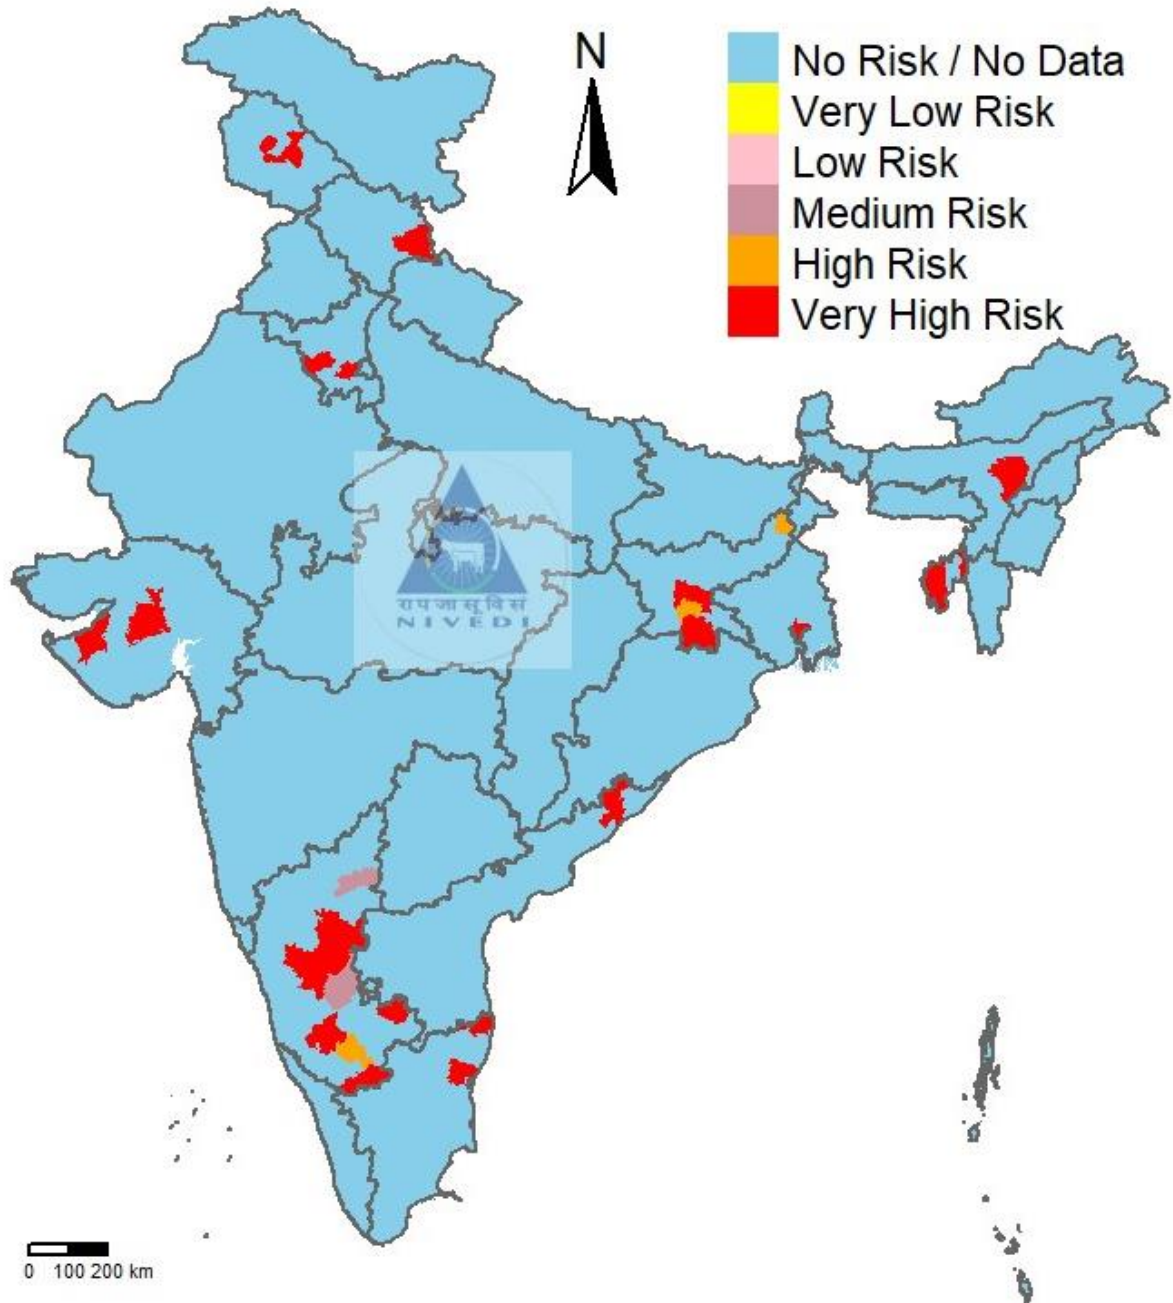 N
No Risk / No Data
Very Low Risk
Low Risk
Medium Risk
High Risk
Very High Risk
रापजासूविसं
NIVEDI
0 100 200 km